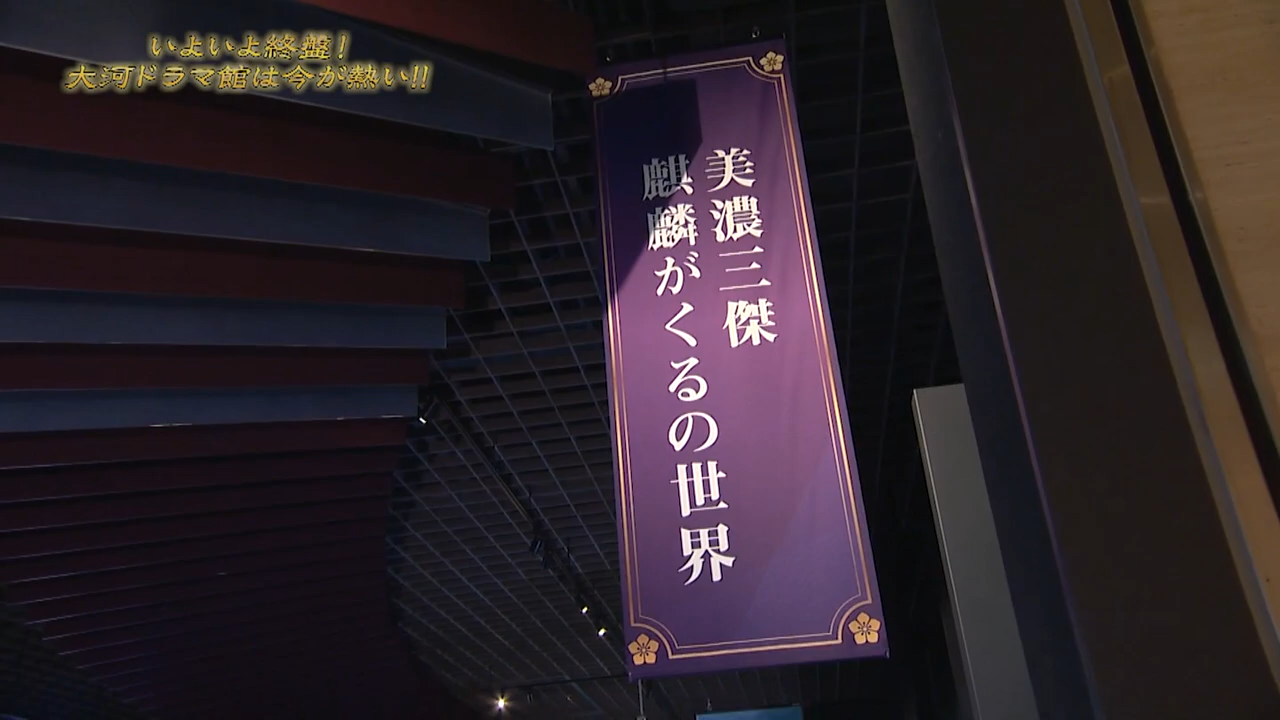 いよいよ終盤！
大河ドラマ館は今が熱い!!
美濃三傑
麒麟がくるの世界